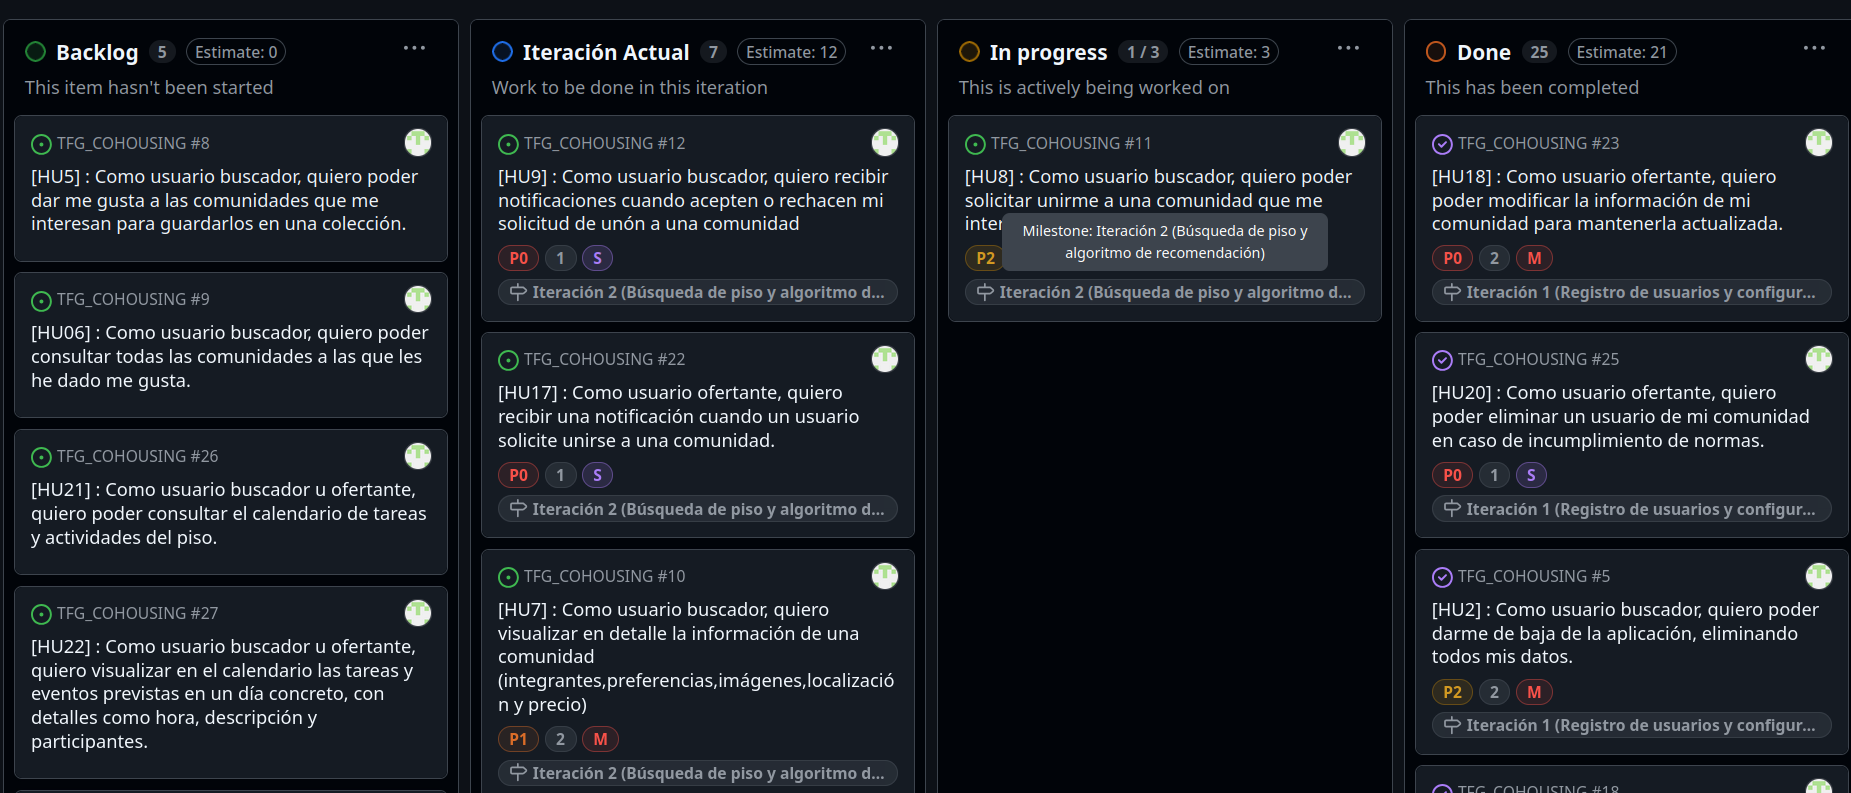 Backlog 5 Estimate: 0
This item hasn't been started
TFG_COHOUSING #8
[HU5] : Como usuario buscador, quiero poder
dar me gusta a las comunidades que me
interesan para guardarlos en una colección.
TFG_COHOUSING #9
[HU06] : Como usuario buscador, quiero poder
consultar todas las comunidades a las que les
he dado me gusta.
TFG_COHOUSING #26
[HU21] : Como usuario buscador u ofertante,
quiero poder consultar el calendario de tareas
y actividades del piso.
TFG_COHOUSING #27
[HU22] : Como usuario buscador u ofertante,
quiero visualizar en el calendario las tareas y
eventos previstas en un día concreto, con
detalles como hora, descripción y
participantes.
Iteración Actual 7 Estimate: 12
Work to be done in this iteration
TFG_COHOUSING #12
[HU9] : Como usuario buscador, quiero recibir
notificaciones cuando acepten o rechacen mi
solicitud de unón a una comunidad
P0 1 S
Iteración 2 (Búsqueda de piso y algoritmo d...
TFG_COHOUSING #22
[HU17] : Como usuario ofertante, quiero
recibir una notificación cuando un usuario
solicite unirse a una comunidad.
P0 1 S
Iteración 2 (Búsqueda de piso y algoritmo d...
TFG_COHOUSING #10
[HU7] : Como usuario buscador, quiero
visualizar en detalle la información de una
comunidad
(integrantes,preferencias,imágenes,localizació
n y precio)
P1 2 M
Iteración 2 (Búsqueda de piso y algoritmo d...
In progress 1 / 3 Estimate: 3
This is actively being worked on
TFG_COHOUSING #11
[HU8] : Como usuario buscador, quiero poder
solicitar unirme a una comunidad que me
Milestone: Iteración 2 (Búsqueda de piso y
algoritmo de recomendación)
P2
Iteración 2 (Búsqueda de piso y algoritmo d...
Done 25 Estimate: 21
This has been completed
TFG_COHOUSING #23
[HU18] : Como usuario ofertante, quiero
poder modificar la información de mi
comunidad para mantenerla actualizada.
P0 2 M
Iteración 1 (Registro de usuarios y configur...
TFG_COHOUSING #25
[HU20] : Como usuario ofertante, quiero
poder eliminar un usuario de mi comunidad
en caso de incumplimiento de normas.
P0 1 S
Iteración 1 (Registro de usuarios y configur...
TFG_COHOUSING #5
[HU2] : Como usuario buscador, quiero poder
darme de baja de la aplicación, eliminando
todos mis datos.
P2 2 M
Iteración 1 (Registro de usuarios y configur...
TFG_COHOUSING #18